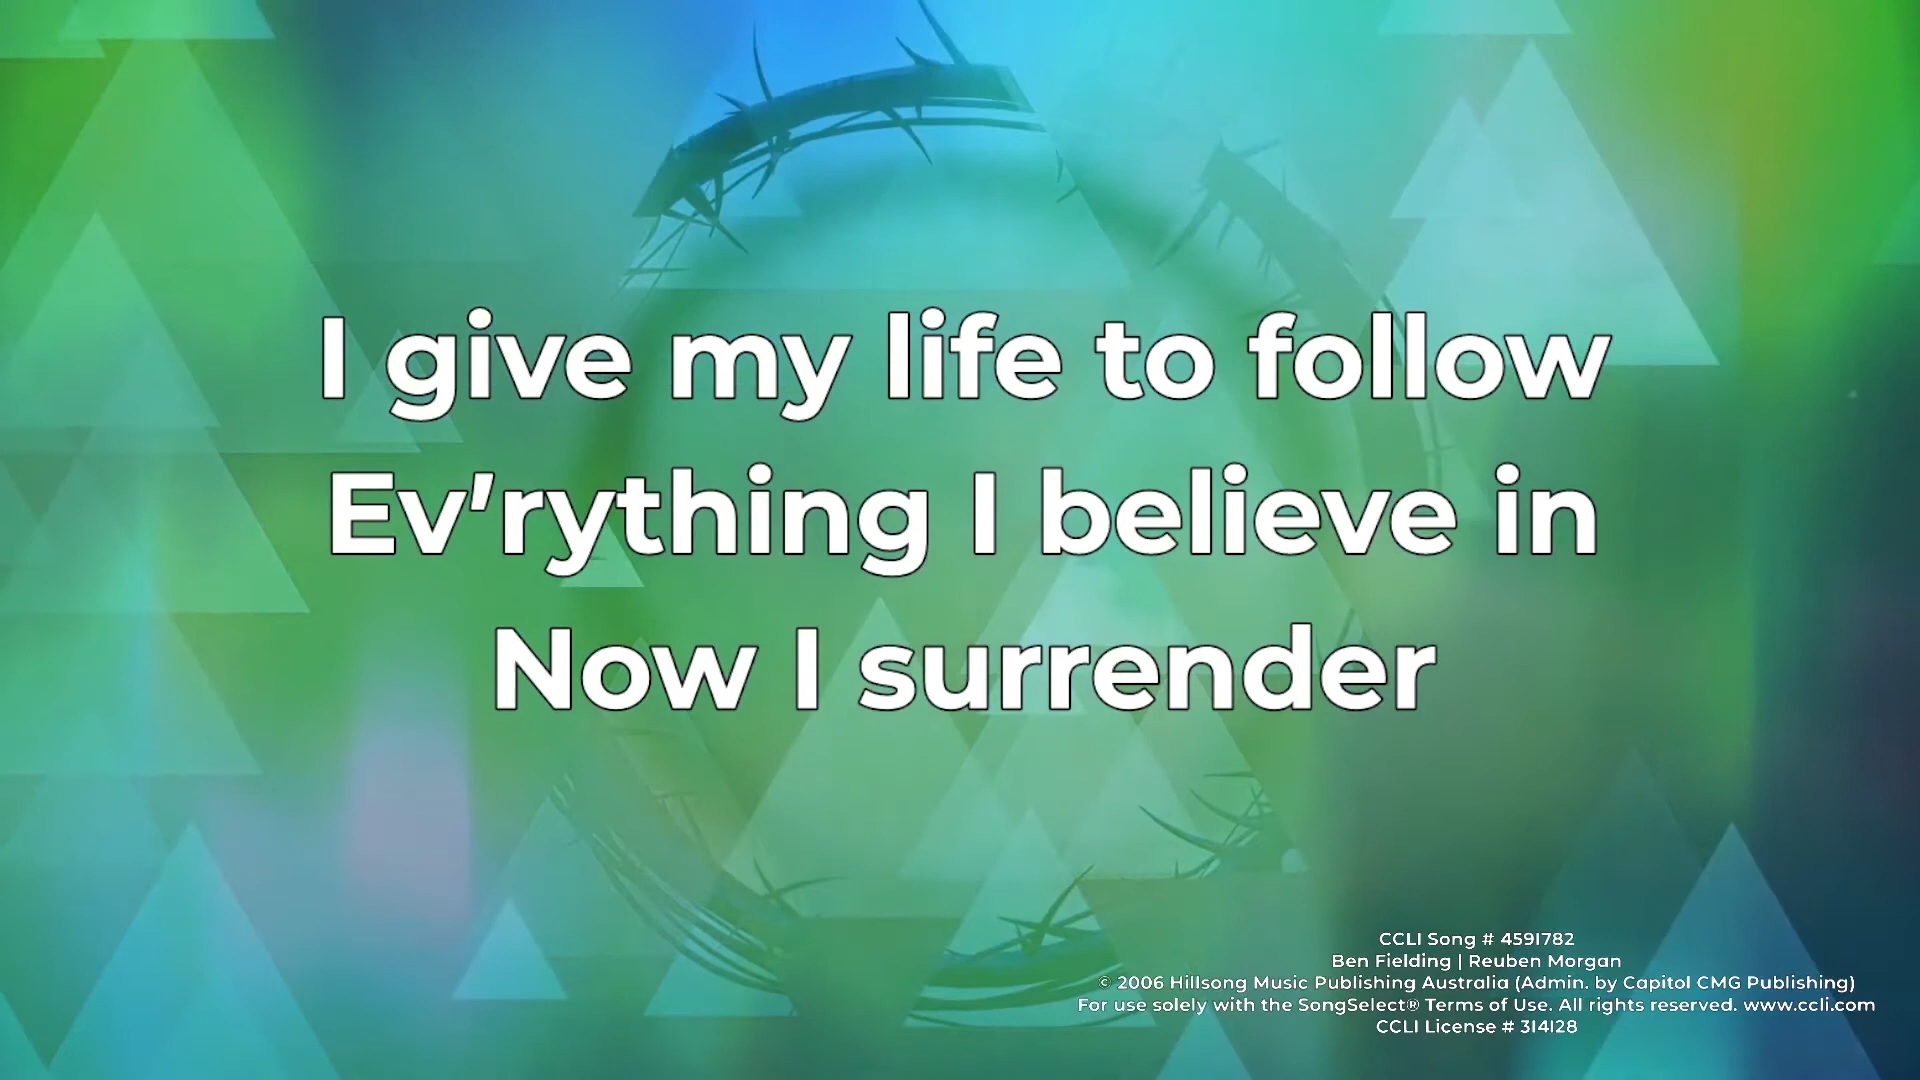 I give my life to follow
Ev'rything I believe in
Now I surrender
CCLI Song # 4591782
Ben Fielding | Reuben Morgan
© 2006 Hillsong Music Publishing Australia (Admin. by Capitol CMG Publishing)
For use solely with the SongSelect® Terms of Use. All rights reserved. www.ccli.com
CCLI License # 314128